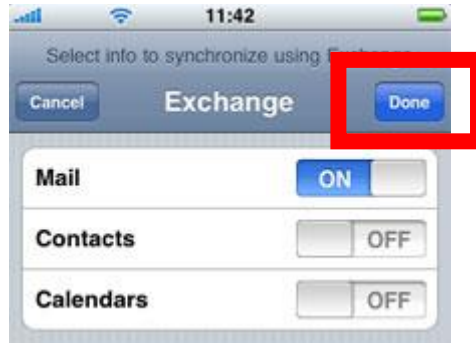 11:42
Select info to synchronize using
Cancel Exchange Done
Mail ON
Contacts OFF
Calendars OFF